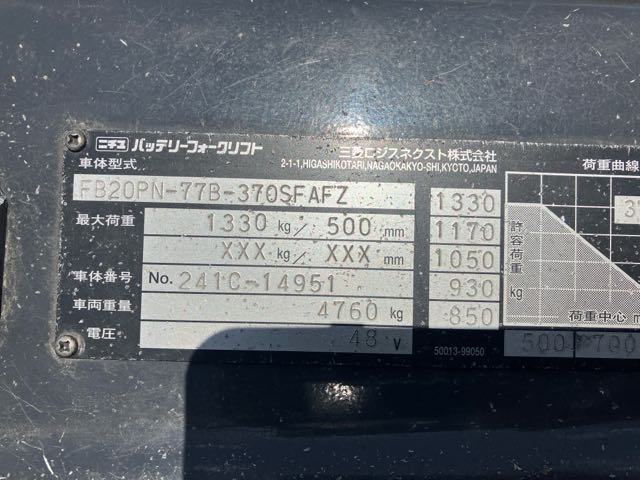 ニチユ バッテリーフォークリフト
三菱ロジスネクスト株式会社
2-1-1,HIGASHIKOTARI,NAGAOKAKYO-SHI,KYOTO,JAPAN
荷重曲線
車体型式
FB20PN-77B-370SFAFZ
最大荷重
1330 kg/ 500 mm
XXX kg/ XXX mm
車体番号
No. 241C-14951
車両重量
4760 kg
電圧
48 V
1330
1170
1050
930
850
許容荷重
kg
荷重中心 m
50013-99050
500
700